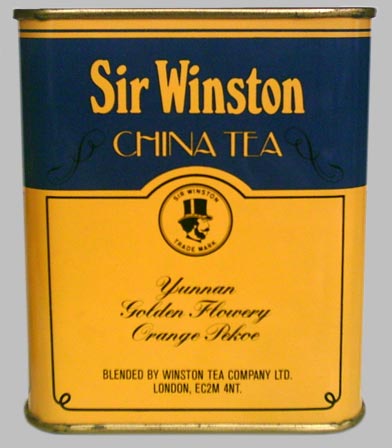 Sir Winston
CHINA TEA
SIR WINSTON
TRADE MARK
Yunnan
Golden Flowery
Orange Pekoe
BLENDED BY WINSTON TEA COMPANY LTD.
LONDON, EC2M 4NT.